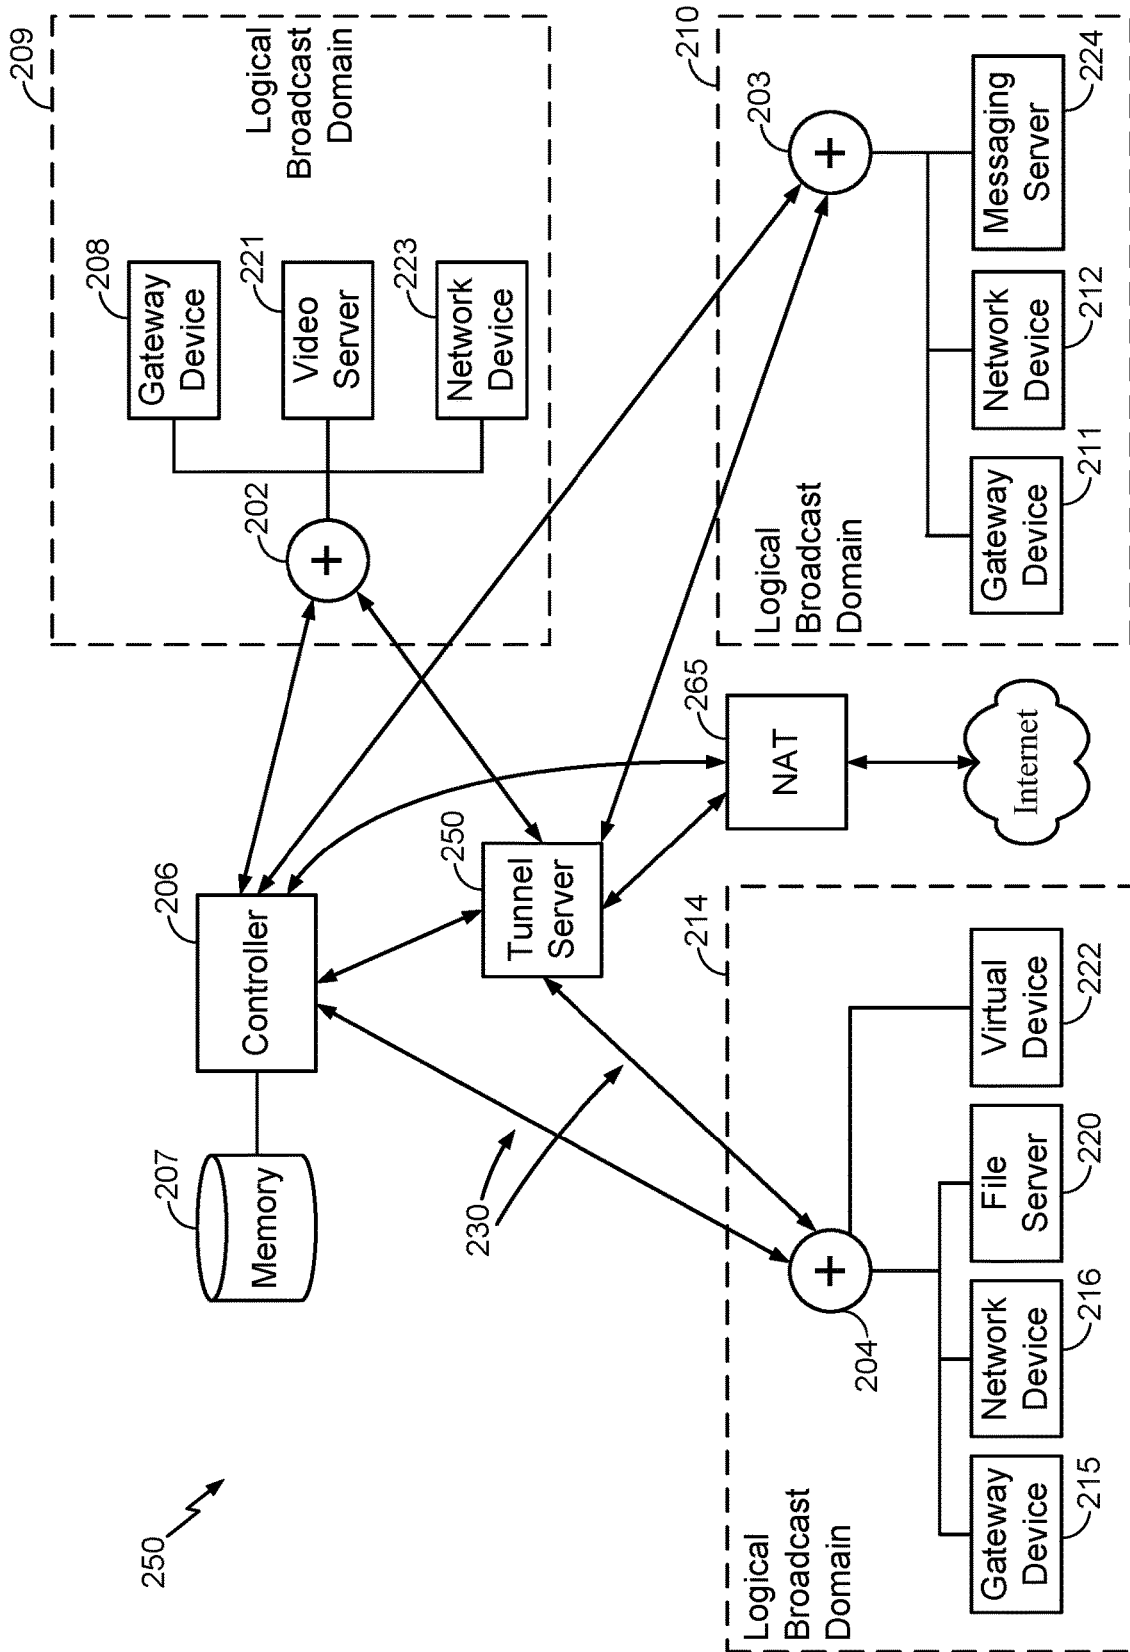 250
207
Memory
206
Controller
230
250
Tunnel
Server
209
Logical
Broadcast
Domain
202
208
Gateway
Device
221
Video
Server
223
Network
Device
214
Logical
Broadcast
Domain
204
Gateway
Device
215
Network
Device
216
File
Server
220
Virtual
Device
222
265
NAT
Internet
210
Logical
Broadcast
Domain
203
Gateway
Device
211
Network
Device
212
Messaging
Server
224